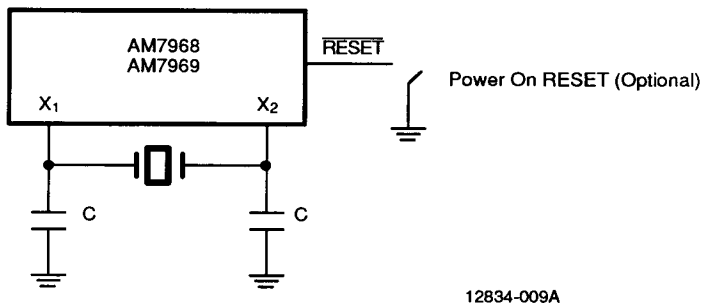 AM7968
AM7969
RESET
Power On RESET (Optional)
X1 X2
C C
12834-009A